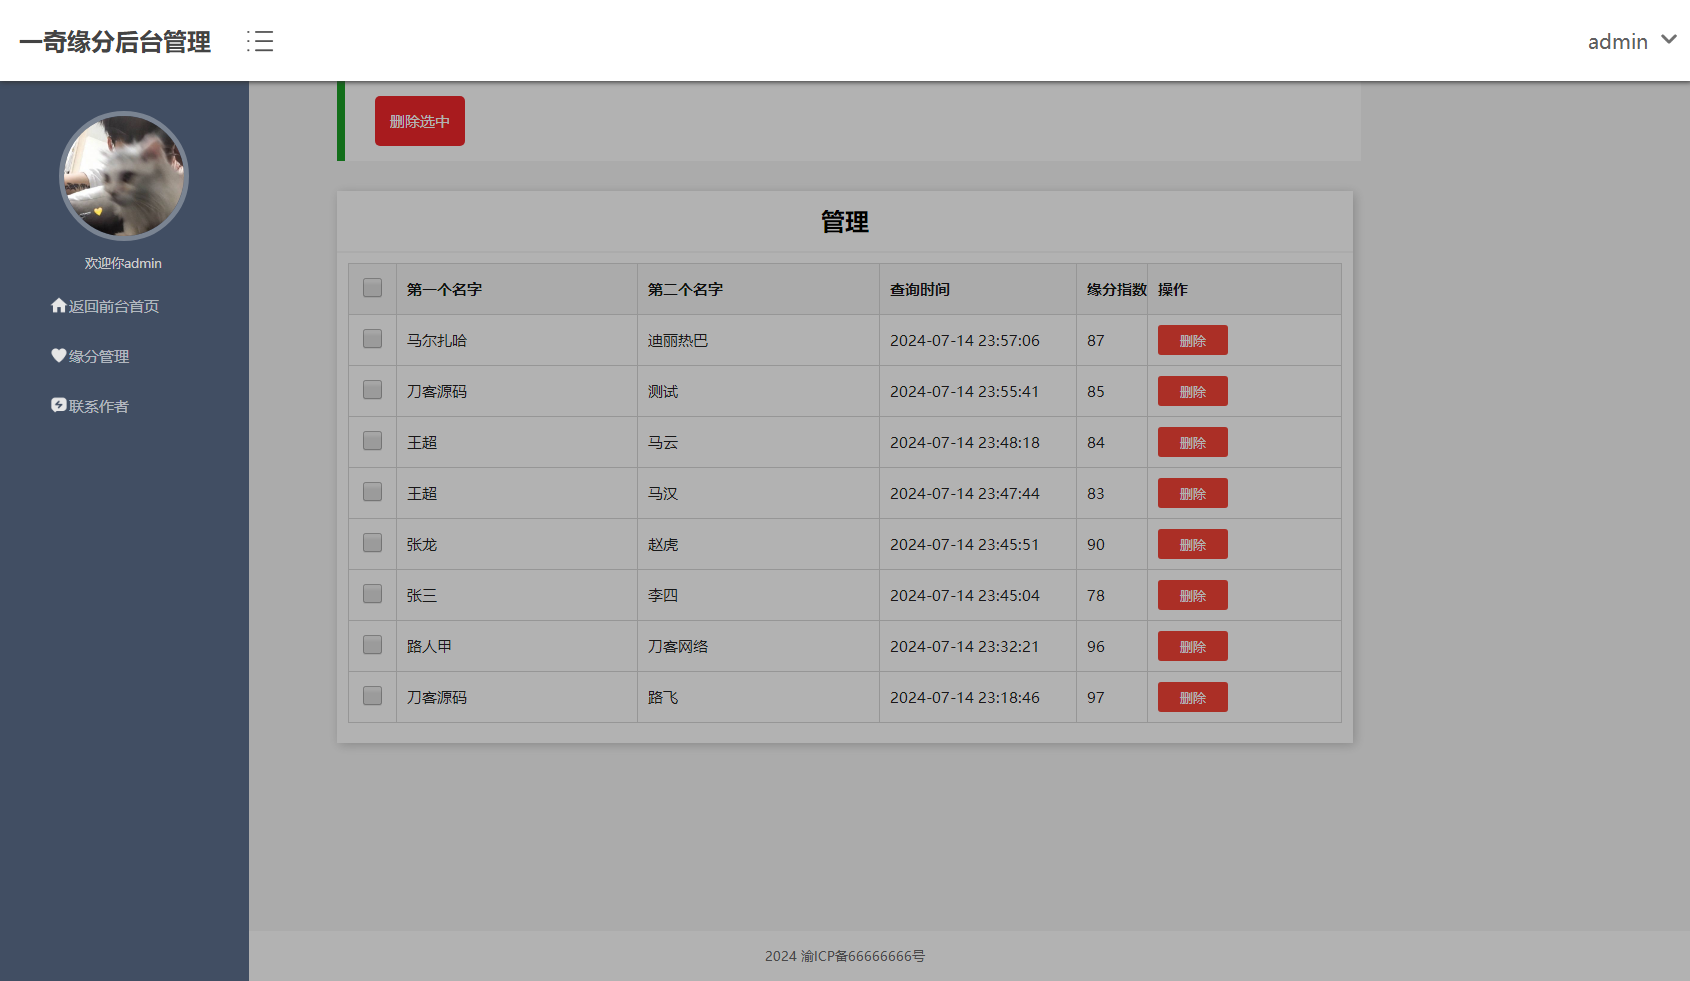 一奇缘分后台管理
admin
欢迎你admin
返回前台首页
缘分管理
联系作者
删除选中
管理
第一个名字 第二个名字 查询时间 缘分指数 操作
马尔扎哈 迪丽热巴 2024-07-14 23:57:06 87 删除
刀客源码 测试 2024-07-14 23:55:41 85 删除
王超 马云 2024-07-14 23:48:18 84 删除
王超 马汉 2024-07-14 23:47:44 83 删除
张龙 赵虎 2024-07-14 23:45:51 90 删除
张三 李四 2024-07-14 23:45:04 78 删除
路人甲 刀客网络 2024-07-14 23:32:21 96 删除
刀客源码 路飞 2024-07-14 23:18:46 97 删除
2024 渝ICP备66666666号